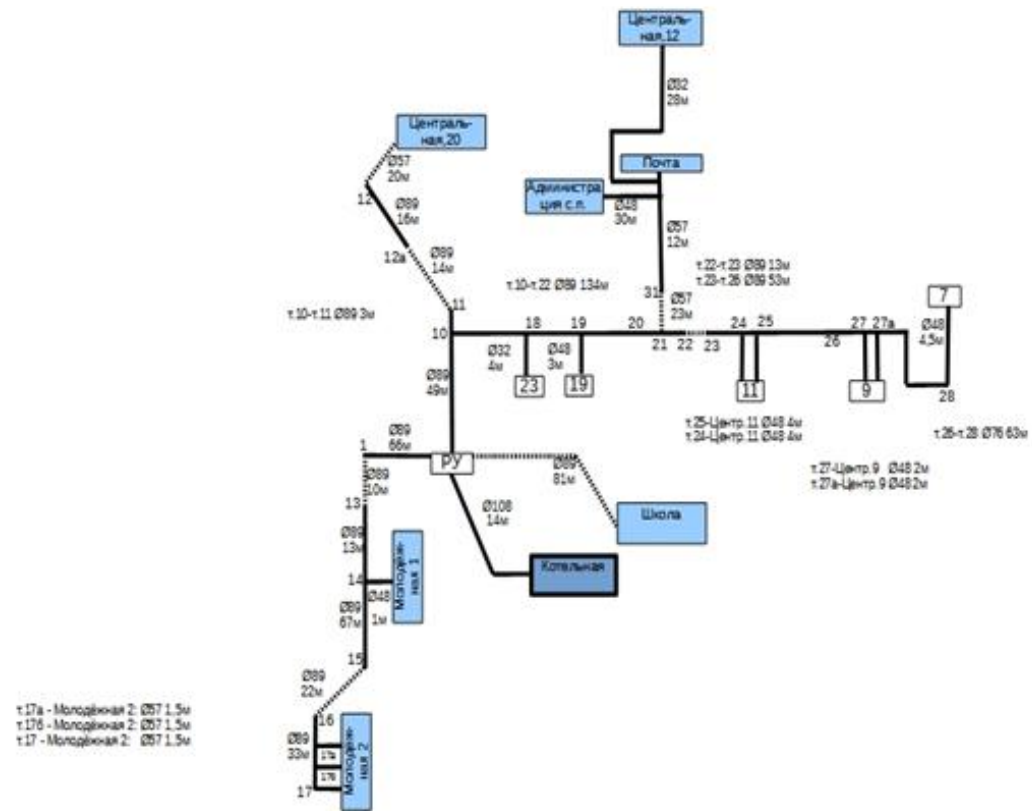 Централь-
ная,12
Ø32
28м
Централь-
ная,20
Ø57
20м
12
Ø89
16м
12а
Ø89
14м
11
Почта
Администра
ция с.п.
Ø48
30м
Ø57
12м
т.22-т.23 Ø89 13м
т.23-т.26 Ø89 53м
т.10-т.22 Ø89 134м
31
Ø57
23м
7
т.10-т.11 Ø89 3м
10
18
19
20
21
22
23
24
25
26
27
27а
Ø48
4,5м
28
Ø32
4м
Ø48
3м
23
19
11
9
Ø89
49м
т.25-Центр.11 Ø48 4м
т.24-Центр.11 Ø48 4м
т.26-т.28 Ø76 63м
т.27-Центр.9 Ø48 2м
т.27а-Центр.9 Ø48 2м
1
Ø89
66м
РУ
Ø89
81м
Ø89
10м
13
Ø108
14м
Школа
Ø89
13м
Котельная
14
Молодёж-
ная 1
Ø48
1м
Ø89
67м
15
Ø89
22м
т.17а - Молодёжная 2: Ø57 1,5м
т.17б - Молодёжная 2: Ø57 1,5м
т.17 - Молодёжная 2: Ø57 1,5м
16
Ø89
33м
17а
17б
17
Молодёж-
ная 2